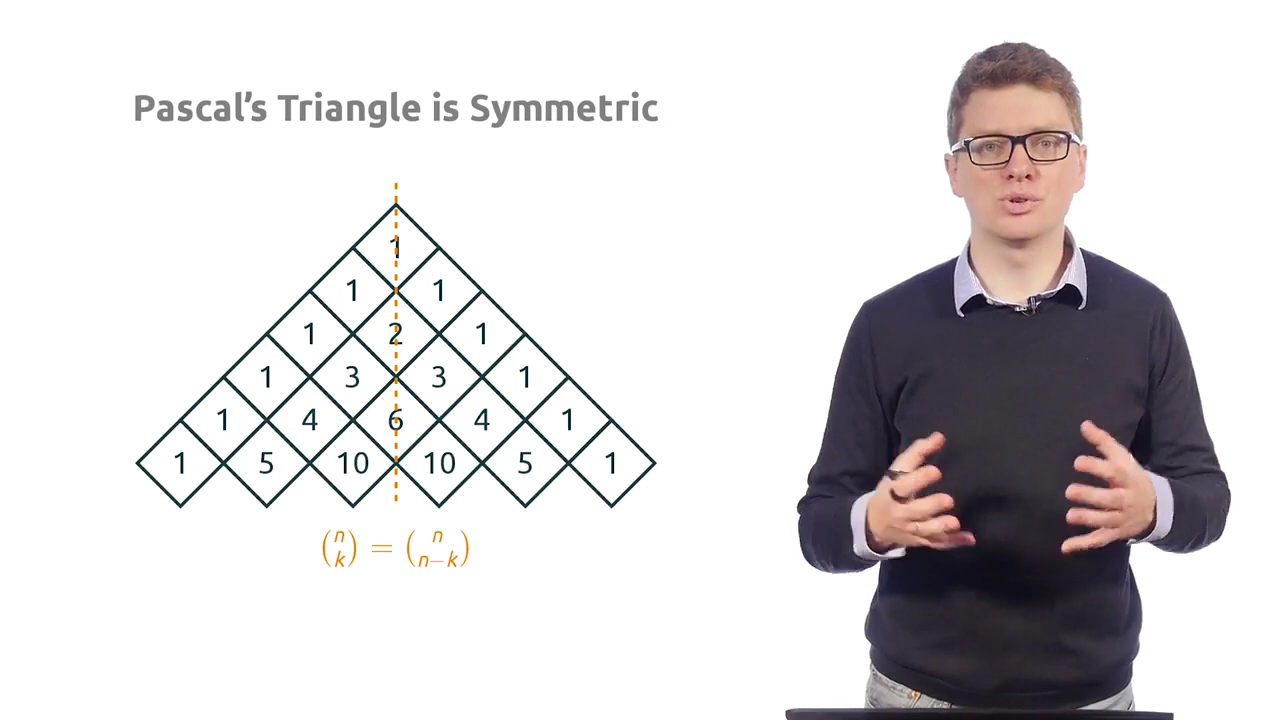 Pascal's Triangle is Symmetric
1
1 1
1 2 1
1 3 3 1
1 4 6 4 1
1 5 10 10 5 1
(n k) = (n n−k)